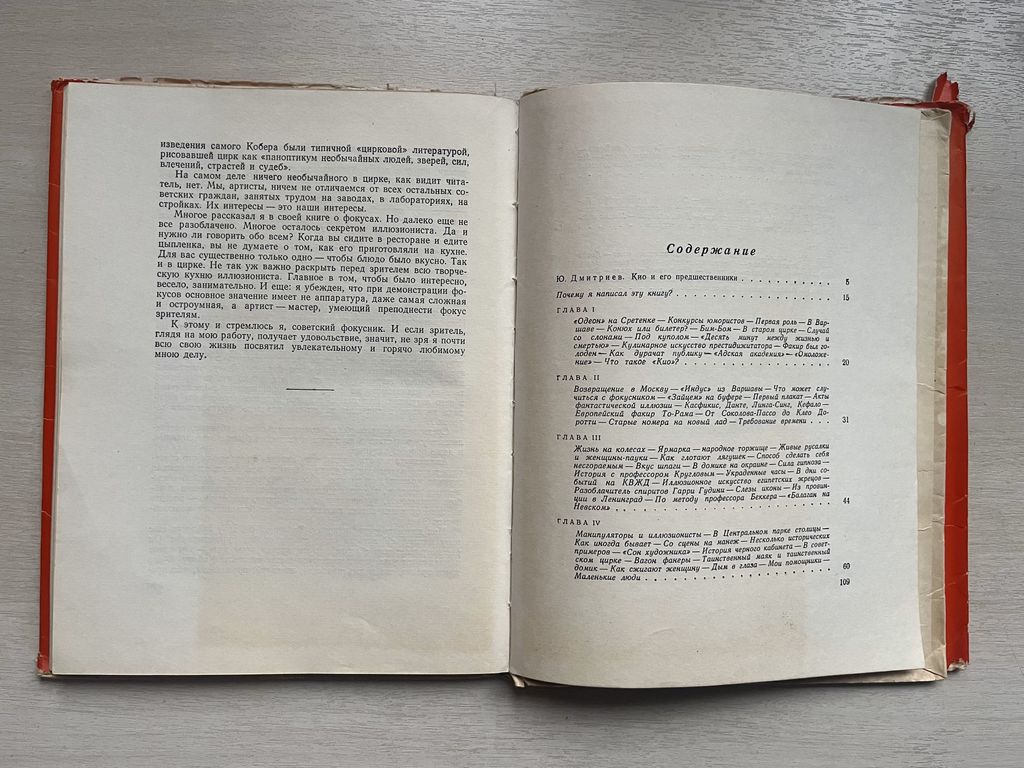 изведения самого Кобера были типичной «цирковой» литературой,
рисовавшей цирк как «паноптикум необычайных людей, зверей, сил,
влечений, страстей и судеб».
На самом деле ничего необычайного в цирке, как видит чита-
тель, нет. Мы, артисты, ничем не отличаемся от всех остальных со-
ветских граждан, занятых трудом на заводах, в лабораториях, на
стройках. Их интересы — это наши интересы.
Многое рассказал я в своей книге о фокусах. Но далеко еще не
все разоблачено. Многое осталось секретом иллюзиониста. Да и
нужно ли говорить обо всем? Когда вы сидите в ресторане и едите
цыпленка, вы не думаете о том, как его приготовляли на кухне.
Для вас существенно только одно — чтобы блюдо было вкусно. Так
и в цирке. Не так уж важно раскрыть перед зрителем всю творче-
скую кухню иллюзиониста. Главное в том, чтобы было интересно,
весело, занимательно. И еще: я убежден, что при демонстрации фо-
кусов основное значение имеет не аппаратура, даже самая сложная
и остроумная, а артист — мастер, умеющий преподнести фокус
К этому и стремлюсь я, советский фокусник. И если зритель,
глядя на мою работу, получает удовольствие, значит, не зря я почти
всю свою жизнь посвятил увлекательному и горячо любимому
мною делу.
Содержание
Ю. Дмитриев. Кио и его предшественники . . . . . . . . . . 5
Почему я написал эту книгу? . . . . . . . . . . . . . . . . 15
ГЛАВА I
«Одеон» на Сретенке — Конкурсы юмористов — Первая роль — В Вар-
шаве — Конюх или билетер? — Бим-Бом — В старом цирке — Случай
со слонами — Под куполом — «Десять минут между жизнью и
смертью» — Кулинарное искусство престидижитатора — Факир был го-
лоден — Как дурачат публику — «Адская академия» — «Омоложе-
ние» — Что такое «Кио»? . . . . . . . . . . . . . . . . 20
ГЛАВА II
Возвращение в Москву — «Индус» из Варшавы — Что может слу-
читься с фокусником — «Зайцем» на буфере — Первый плакат — Акты
фантастической иллюзии — Касфикис, Данте, Линга-Синг, Кефало —
Европейский факир То-Рама — От Соколова-Пассо до Клео До-
ротти — Старые номера на новый лад — Требование времени . . . 31
ГЛАВА III
Жизнь на колесах — Ярмарка — народное торжище — Живые русалки
и женщины-пауки — Как глотают лягушек — Способ сделать себя
несгораемым — Вкус шпаги — В домике на окраине — Сила гипноза —
История с профессором Кругловым — Украденные часы — В дни со-
бытий на КВЖД — Иллюзионное искусство египетских жрецов —
Разоблачитель спиритов Гарри Гудини — Слезы иконы — Из провин-
ции в Ленинград — По методу профессора Беккера — «Балаган на
Невском» . . . . . . . . . . . . . . . . . . . . 44
ГЛАВА IV
Манипуляторы и иллюзионисты — В Центральном парке столицы —
Как иногда бывает — Со сцены на манеж — Несколько исторических
примеров — «Сон художника» — История черного кабинета — В совет-
ском цирке — Вагон фанеры — Таинственный маяк и таинственный
домик — Как сжигают женщину — Дым в глаза — Мои помощники — 60
Маленькие люди . . . . . . . . . . . . . . . . . . 109